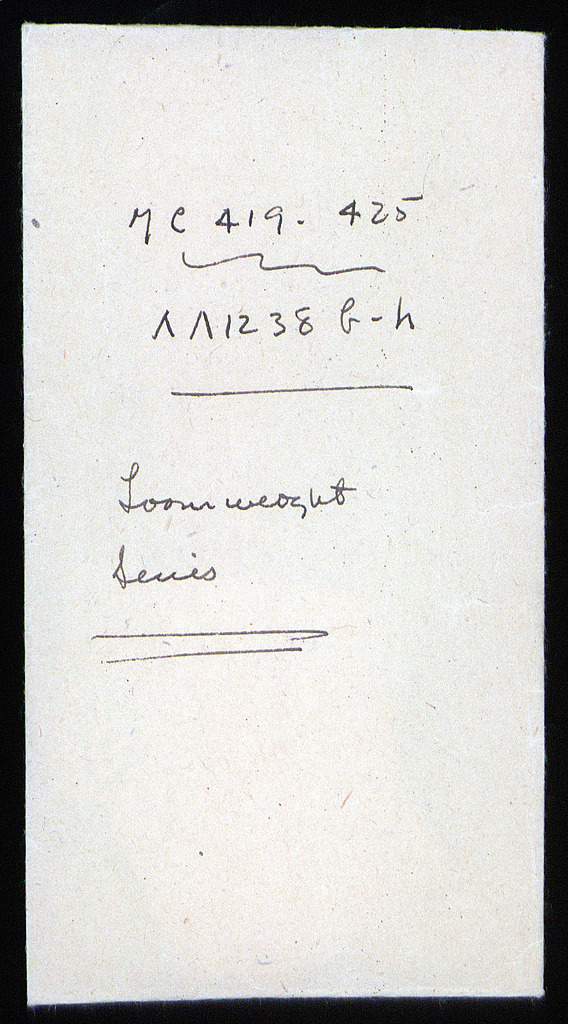 MC 419. 425
ΛΛ1238 b-h
Loomweight
Series